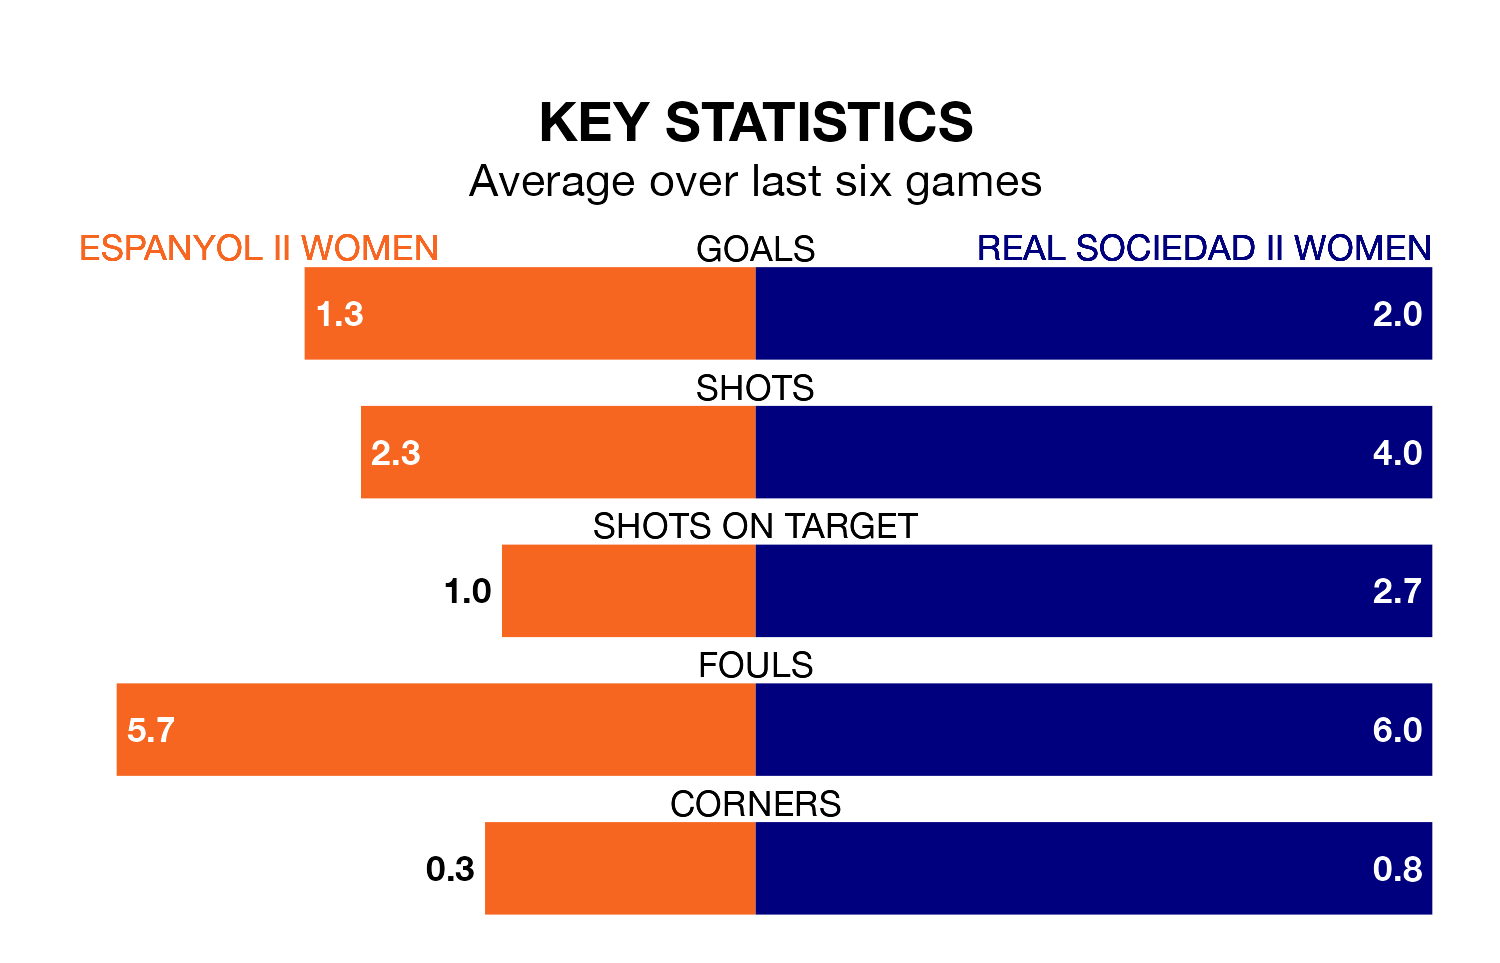 KEY STATISTICS
Average over last six games
ESPANYOL II WOMEN GOALS REAL SOCIEDAD II WOMEN
1.3 2.0
SHOTS
2.3 4.0
SHOTS ON TARGET
1.0 2.7
FOULS
5.7 6.0
CORNERS
0.3 0.8